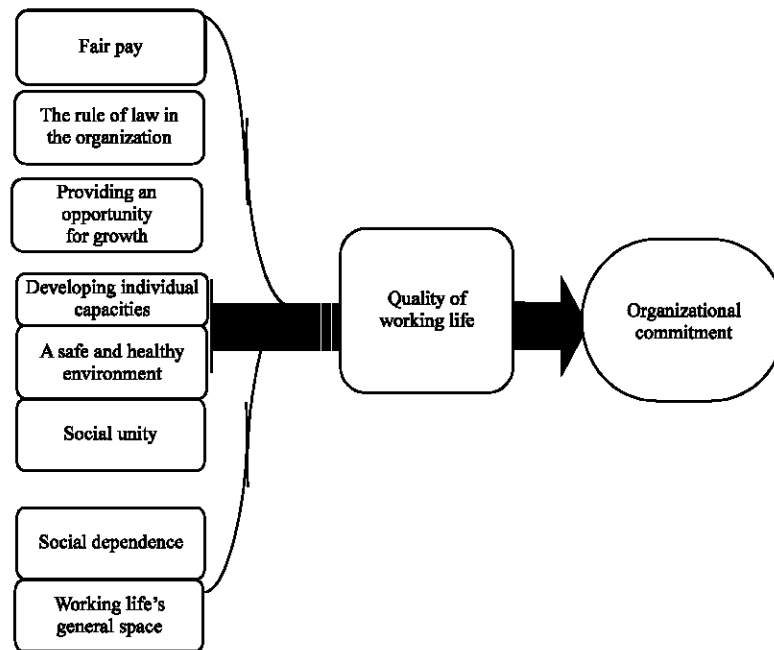 Fair pay
The rule of law in
the organization
Providing an
opportunity
for growth
Developing individual
capacities
A safe and healthy
environment
Social unity
Social dependence
Working life's
general space
Quality of
working life
Organizational
commitment